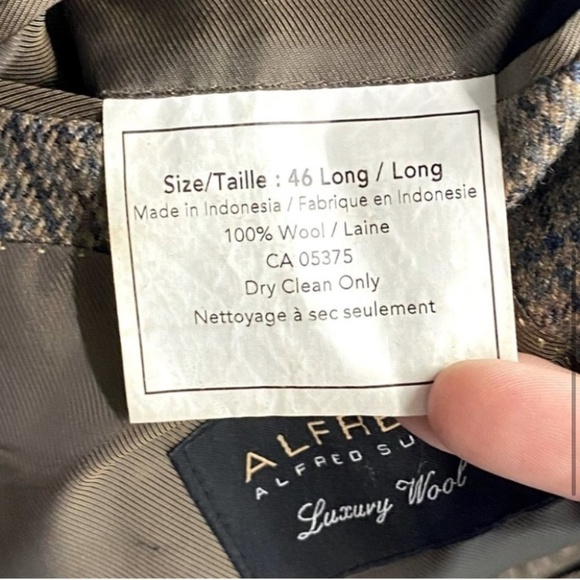 Size/Taille : 46 Long / Long
Made in Indonesia / Fabrique en Indonesie
100% Wool / Laine
CA 05375
Dry Clean Only
Nettoyage à sec seulement
ALFRED
Luxury Wool